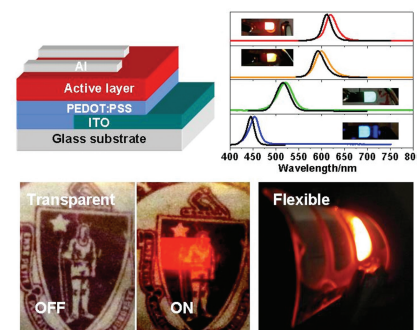 Al
Active layer
PEDOT:PSS
ITO
Glass substrate
400 450 500 550 600 650 700 750 80
Wavelength/nm
Transparent
OFF
ON
Flexible